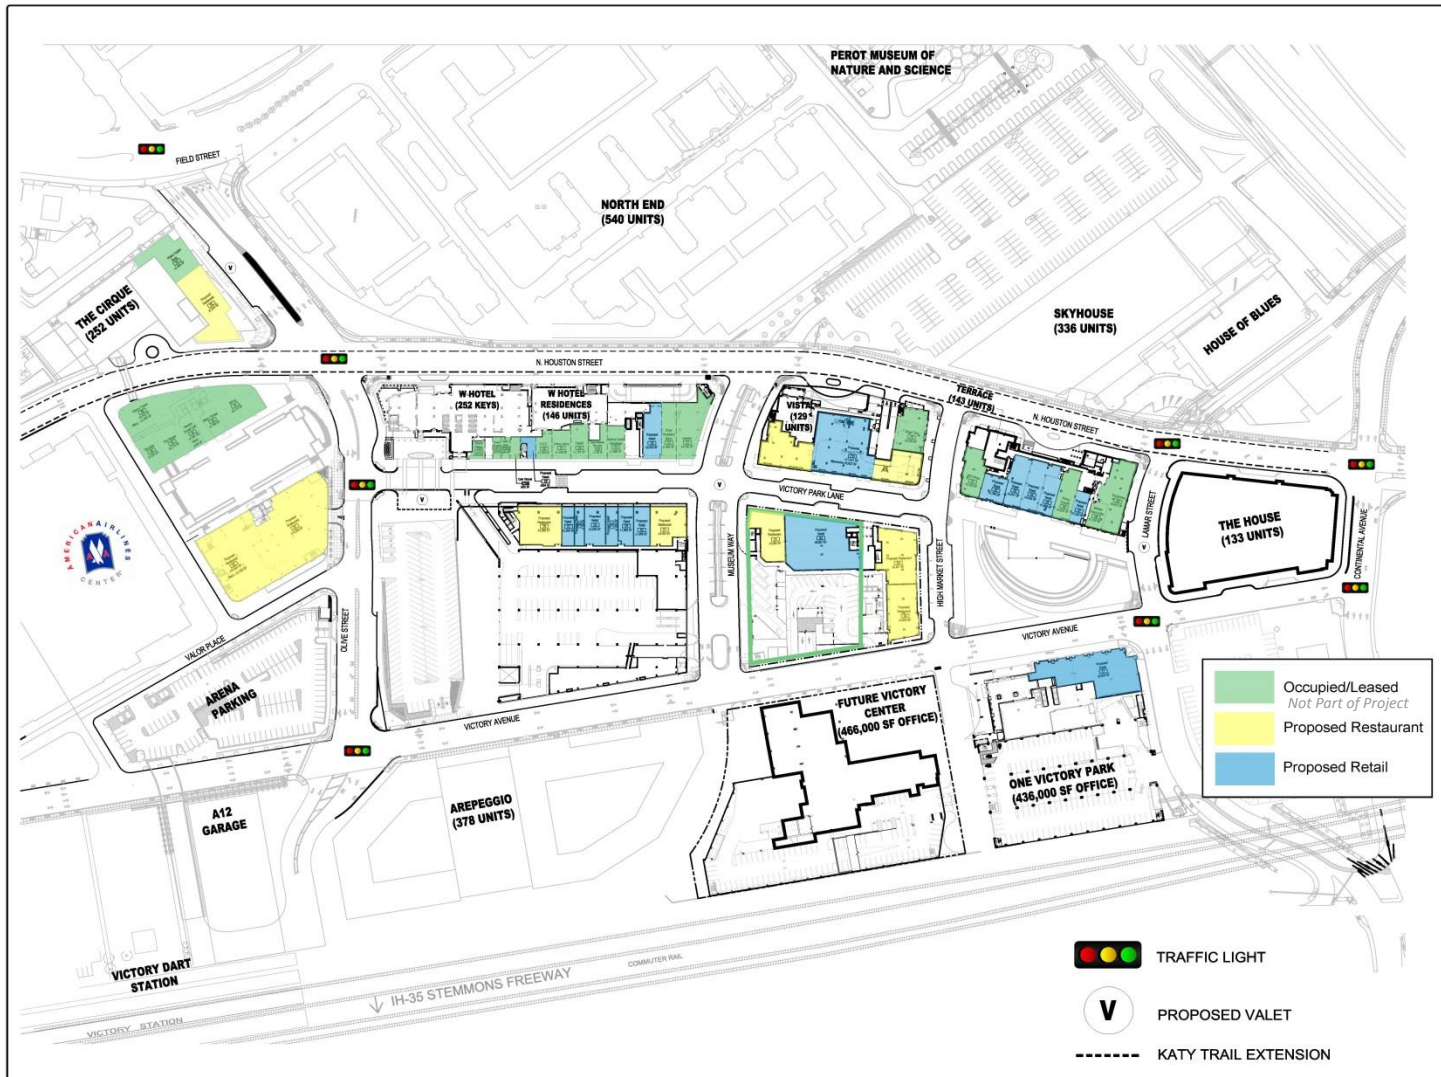 PEROT MUSEUM OF
NATURE AND SCIENCE
FIELD STREET
NORTH END
(540 UNITS)
THE CIRQUE
(252 UNITS)
SKYHOUSE
(336 UNITS)
HOUSE OF BLUES
N. HOUSTON STREET
W HOTEL
(252 KEYS)
W HOTEL
RESIDENCES
(146 UNITS)
VISTA
(129
UNITS)
TERRACE
(143 UNITS)
N. HOUSTON STREET
VICTORY PARK LANE
LAMAR STREET
THE HOUSE
(133 UNITS)
CONTINENTAL AVENUE
AMERICANAIRLINES
CENTER
MUSEUM WAY
HIGH MARKET STREET
OLIVE STREET
VALOR PLACE
ARENA
PARKING
VICTORY AVENUE
VICTORY AVENUE
FUTURE VICTORY
CENTER
(466,000 SF OFFICE)
ONE VICTORY PARK
(436,000 SF OFFICE)
A12
GARAGE
AREPEGGIO
(378 UNITS)
Occupied/Leased
Not Part of Project
Proposed Restaurant
Proposed Retail
VICTORY DART
STATION
VICTORY STATION
IH-35 STEMMONS FREEWAY
COMMUTER RAIL
TRAFFIC LIGHT
V
PROPOSED VALET
KATY TRAIL EXTENSION